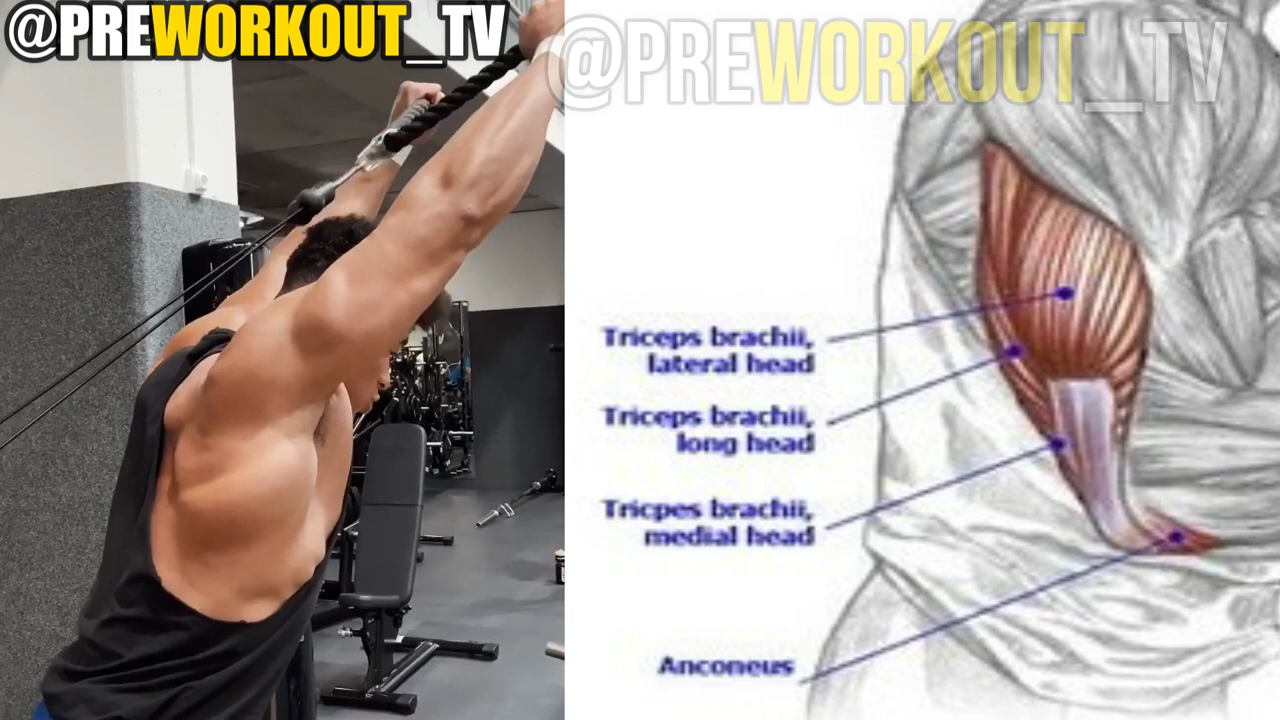 @PREWORKOUT_TV
@PREWORKOUT_TV
Triceps brachii,
lateral head
Triceps brachii,
long head
Tricpes brachii,
medial head
Anconeus